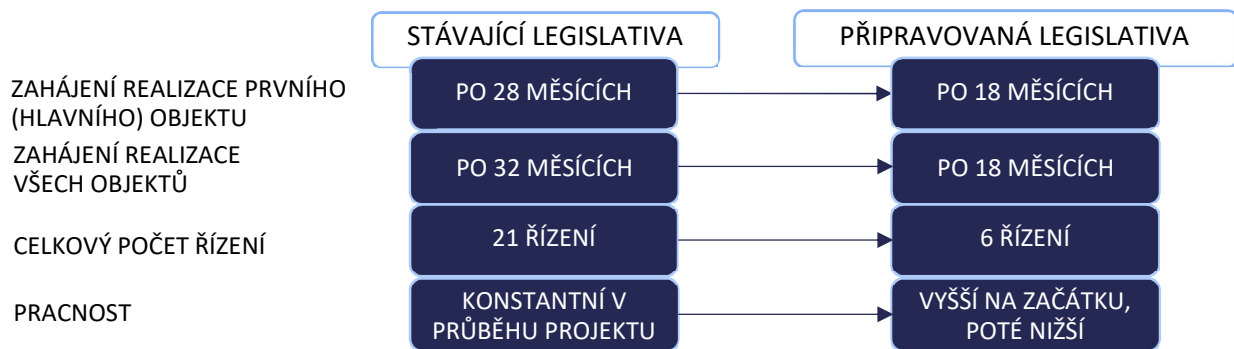 STÁVAJÍCÍ LEGISLATIVA
PŘIPRAVOVANÁ LEGISLATIVA
ZAHÁJENÍ REALIZACE PRVNÍHO
(HLAVNÍHO) OBJEKTU
PO 28 MĚSÍCÍCH
PO 18 MĚSÍCÍCH
ZAHÁJENÍ REALIZACE
VŠECH OBJEKTŮ
PO 32 MĚSÍCÍCH
PO 18 MĚSÍCÍCH
CELKOVÝ POČET ŘÍZENÍ
21 ŘÍZENÍ
6 ŘÍZENÍ
PRACNOST
KONSTANTNÍ V
PRŮBĚHU PROJEKTU
VYŠŠÍ NA ZAČÁTKU,
POTÉ NIŽŠÍ